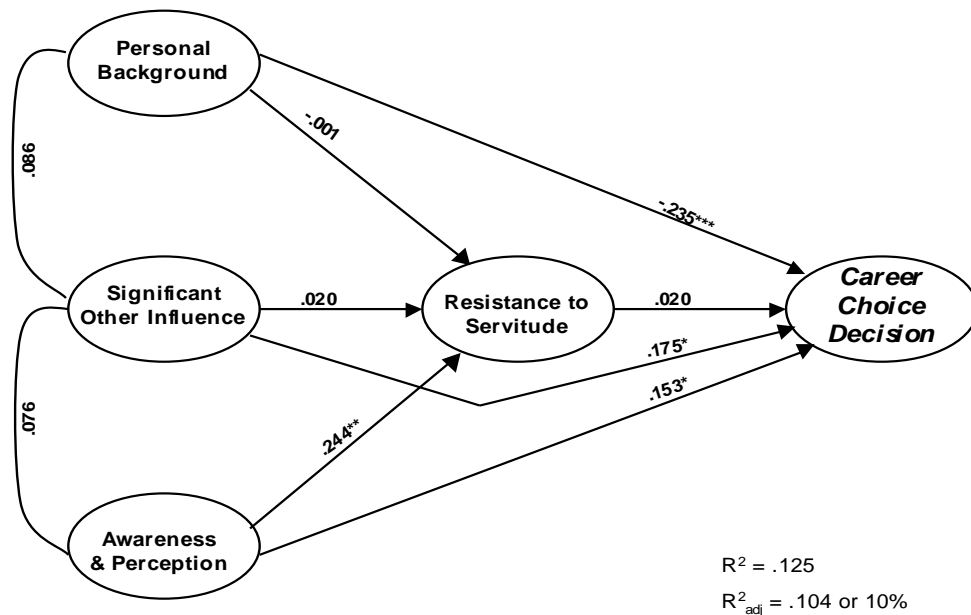 Personal
Background
-.001
.086
-.235***
Significant
Other Influence
.020
Resistance to
Servitude
.020
Career
Choice
Decision
.175*
.153*
.076
.244**
Awareness
& Perception
R² = .125
R²adj = .104 or 10%